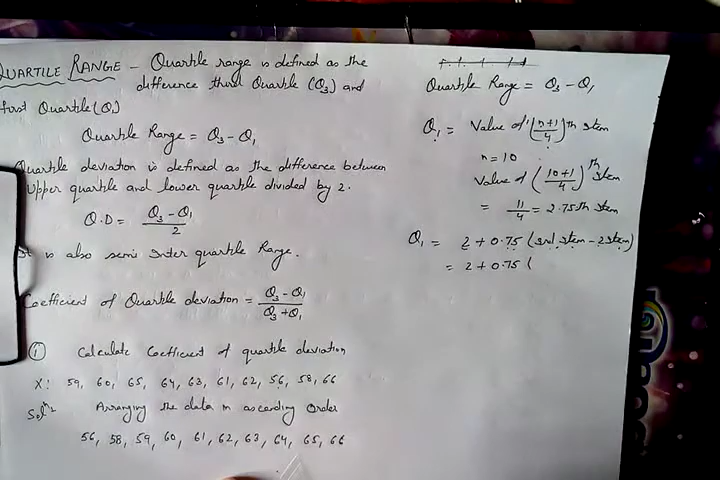 QUARTILE RANGE - Quartile range is defined as the
difference third Quartile (Q3) and
first Quartile (Q1)
Quartile Range = Q3 - Q1
Quartile deviation is defined as the difference between
Upper quartile and lower quartile divided by 2.
Q.D = (Q3 - Q1)/2
It is also semi Inter quartile Range.
Coefficient of Quartile deviation = (Q3 - Q1)/(Q3 + Q1)
① Calculate Coefficient of quartile deviation
X: 59, 60, 65, 64, 63, 61, 62, 56, 58, 66
Soln Arranging the data in ascending Order
56, 58, 59, 60, 61, 62, 63, 64, 65, 66
Quartile Range = Q3 - Q1
Q1 = Value of ((n+1)/4)th item
n = 10
Value of ((10+1)/4)th item
= 11/4 = 2.75th item
Q1 = 2 + 0.75 (3rd item - 2 item)
= 2 + 0.75 (